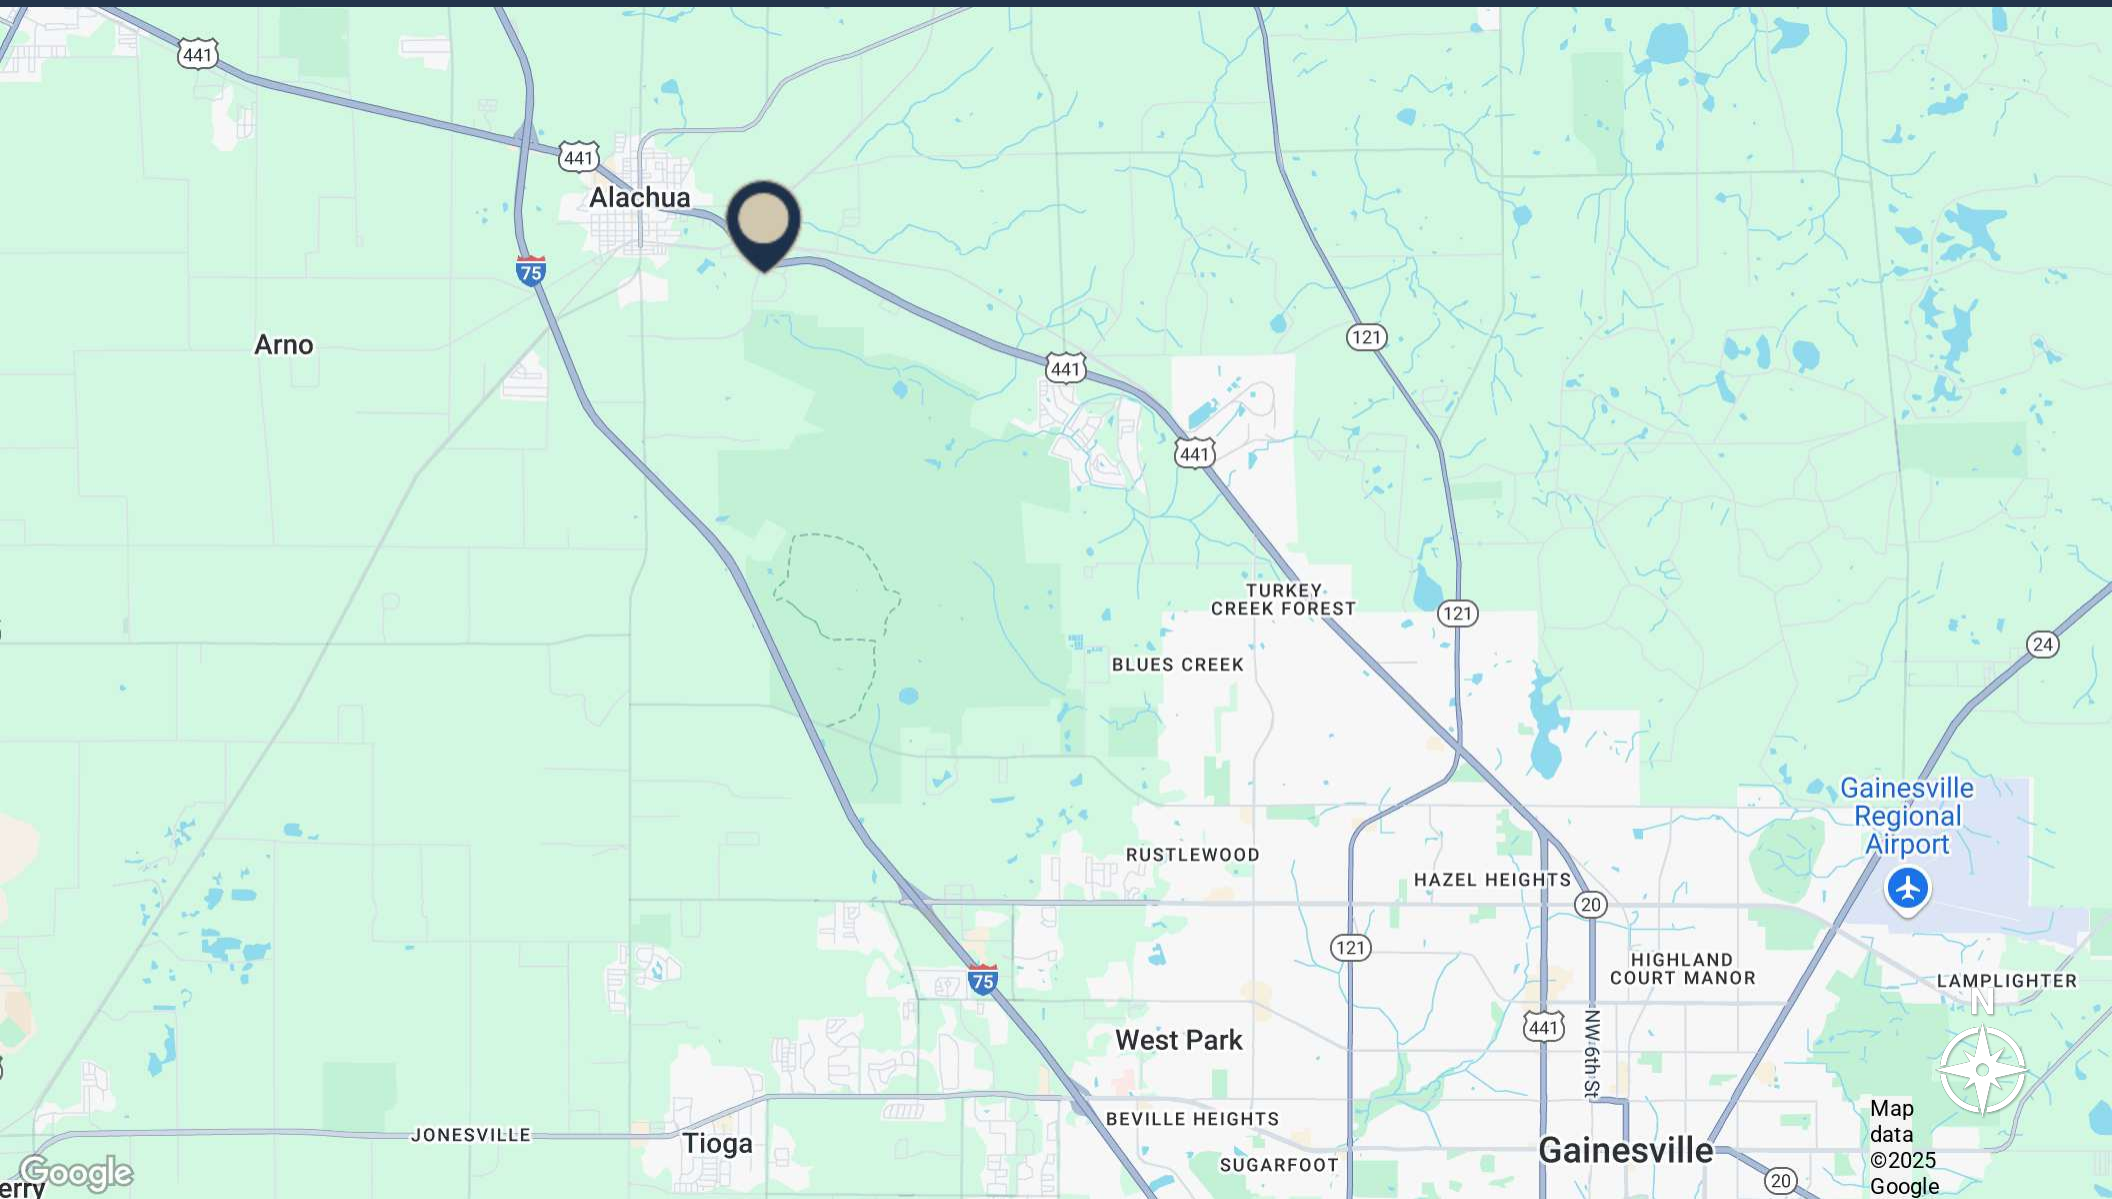 441
441
Alachua
75
Arno
121
441
441
TURKEY
CREEK FOREST
121
24
BLUES CREEK
Gainesville
Regional
Airport
RUSTLEWOOD
HAZEL HEIGHTS
20
121
HIGHLAND
COURT MANOR
75
LAMPLIGHTER
N
441
West Park
NW 6th St
Map
data
©2025
Google
BEVILLE HEIGHTS
JONESVILLE
Tioga
Gainesville
SUGARFOOT
Google
20
erry